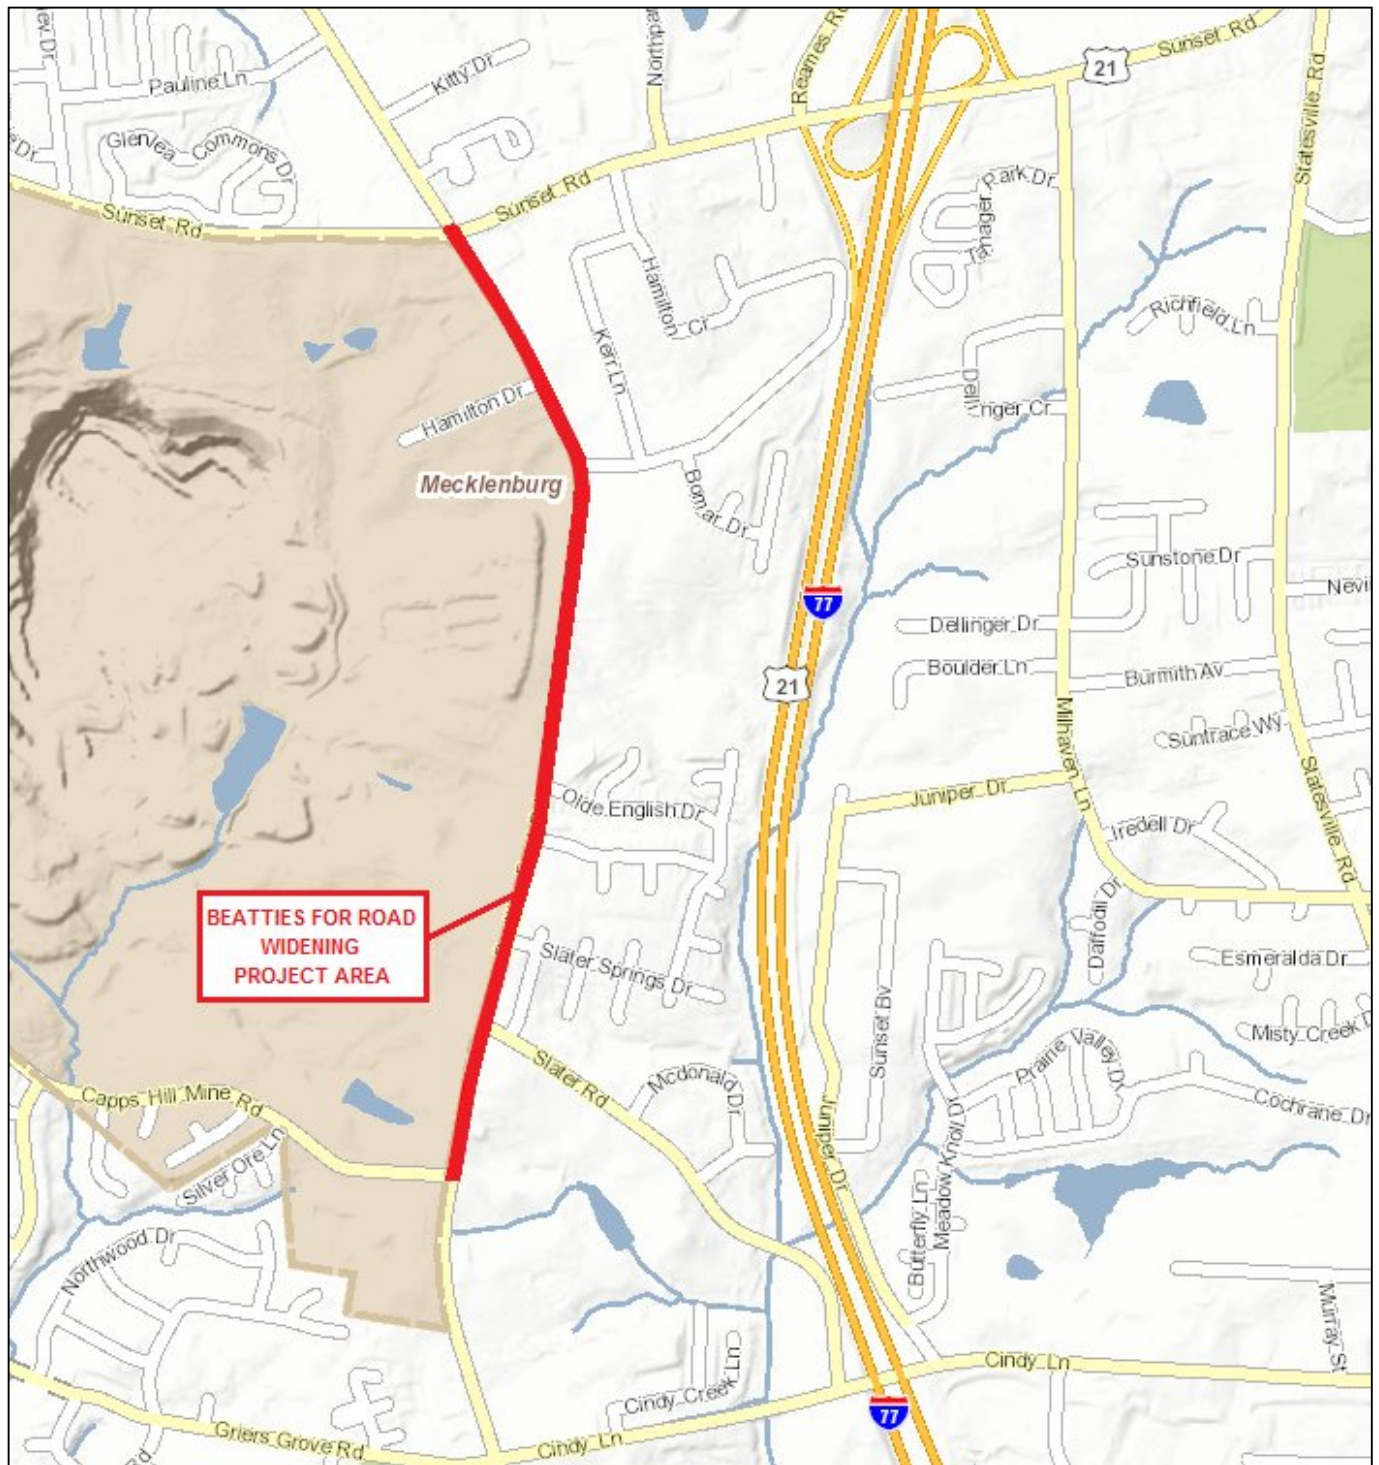 Pauline Ln
Kitty Dr
Reames Rd
21
Sunset Rd
Statesville Rd
Glenlea Commons Dr
Sunset Rd
Sunset Rd
Tanager Park Dr
Hamilton Cr
Richfield Ln
Kerr Ln
Hamilton Dr
Dellinger Cr
Mecklenburg
Bomar Dr
Sunstone Dr
77
Dellinger Dr
Boulder Ln
Burmith Av
21
Milhaven Ln
Suntrace Wy
Statesville Rd
Juniper Dr
Olde English Dr
Iredell Dr
BEATTIES FOR ROAD
WIDENING
PROJECT AREA
Daffodil Dr
Slater Springs Dr
Esmeralda Dr
Sunset Bv
Misty Creek D
Slater Rd
Mcdonald Dr
Prairie Valley Dr
Capps Hill Mine Rd
Cochrane Dr
Juniper Dr
Silver Ore Ln
Meadow Knoll Dr
Butterfly Ln
Northwood Dr
Murray St
Cindy Ln
Cindy Creek Ln
77
Griers Grove Rd
Cindy Ln